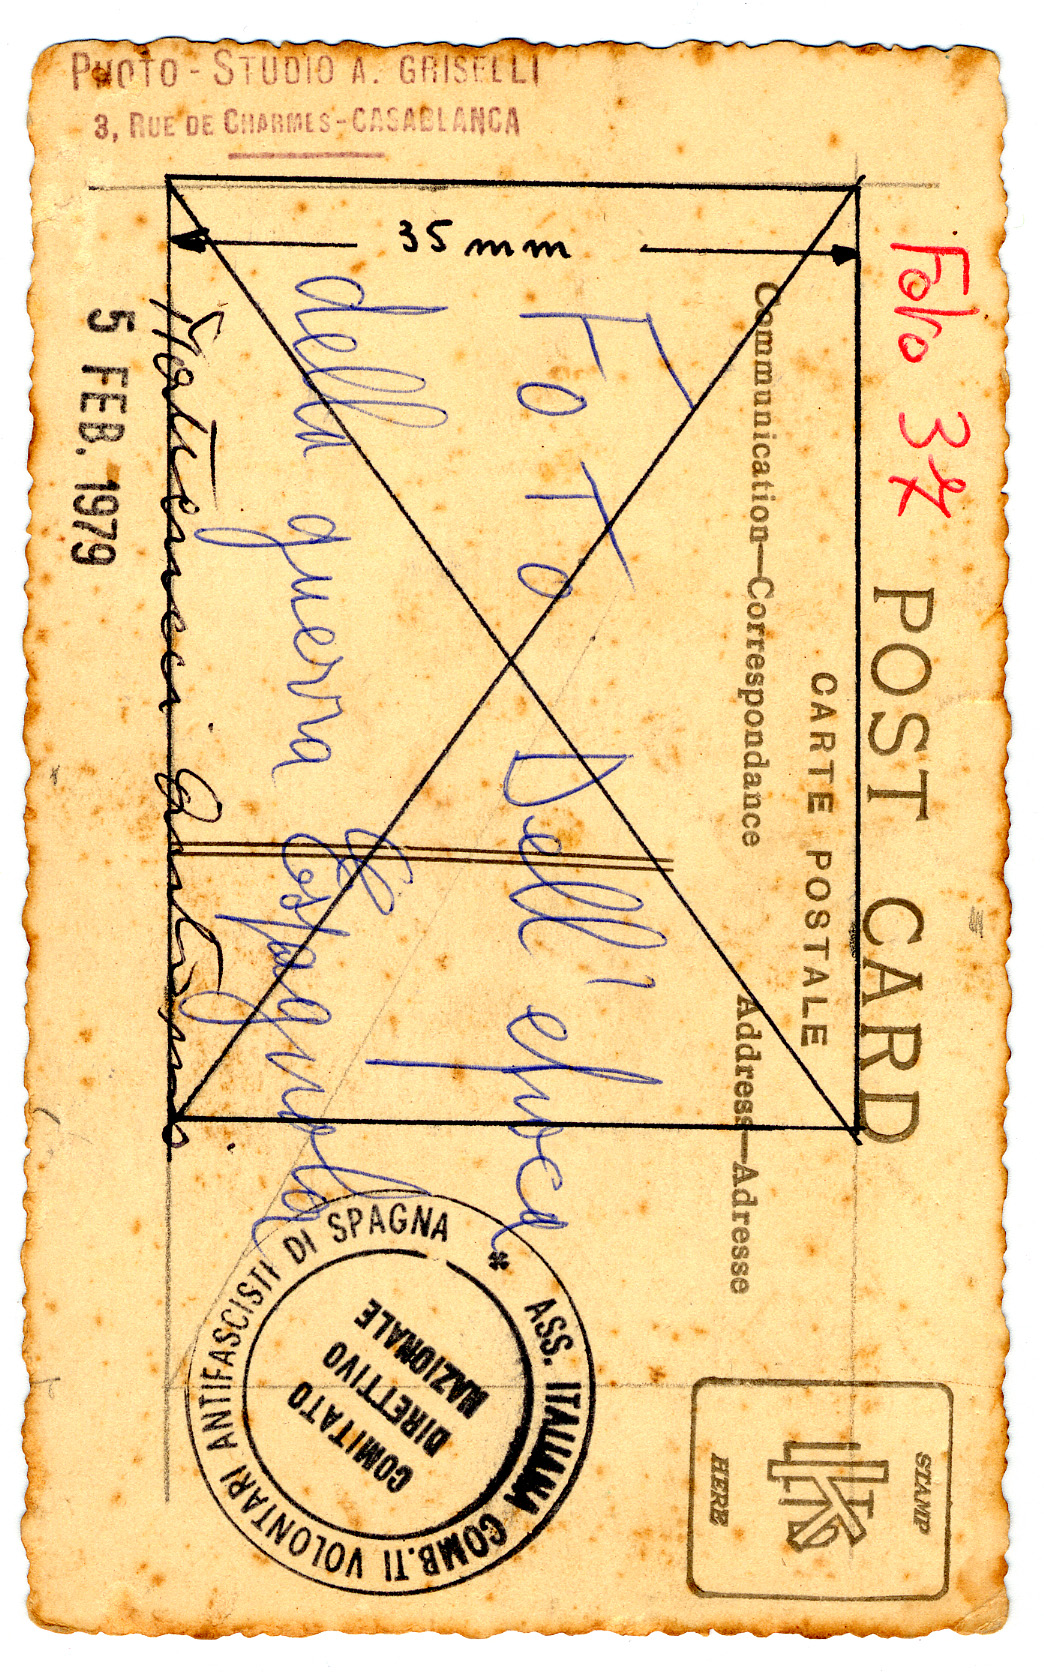 PHOTO - STUDIO A. GRISELLI
3, RUE DE CHARMES - CASABLANCA
35 mm
Foto 37
POST CARD
CARTE POSTALE
Communication—Correspondance
Address—Adresse
STAMP
HERE
FoTo Dell' epoca
della guerra
Spagnola
5 FEB. 1979
ASS. ITALIANA COMB.TI VOLONTARI ANTIFASCISTI DI SPAGNA *
COMITATO
DIRETTIVO
NAZIONALE